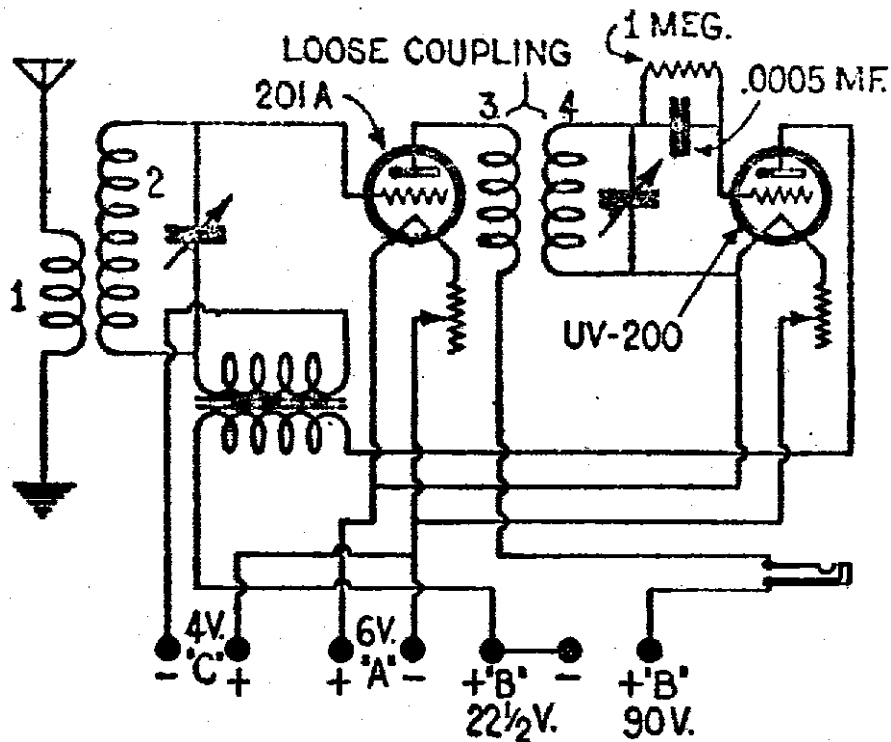 1 MEG.
LOOSE COUPLING
201A
.0005 MF.
3
4
2
1
UV-200
4V.
"C"
- +
6V.
"A"
+ -
+"B" -
22½V.
+"B"
90V.